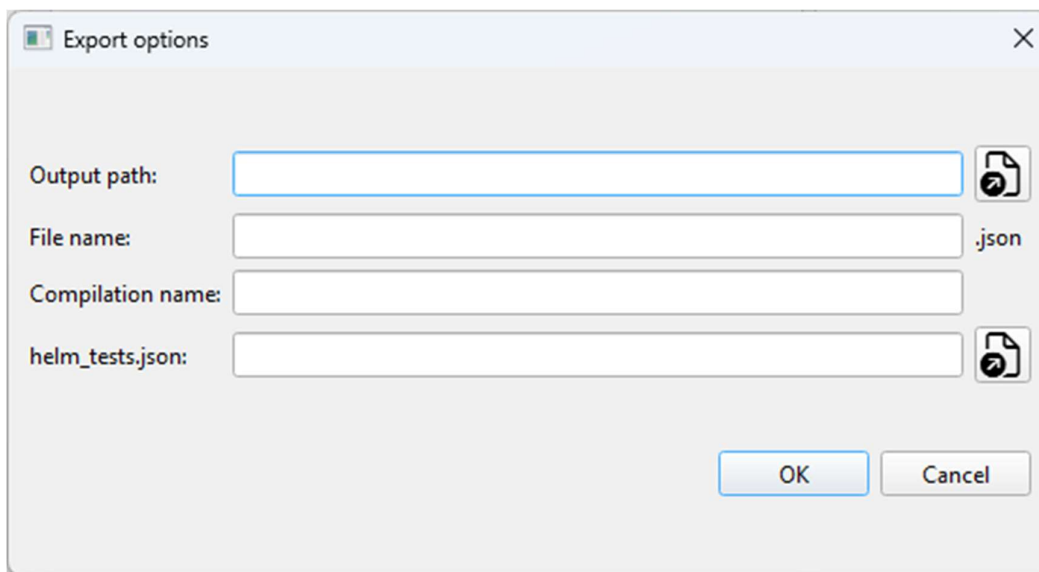 Export options
Output path:
File name: .json
Compilation name:
helm_tests.json:
OK Cancel